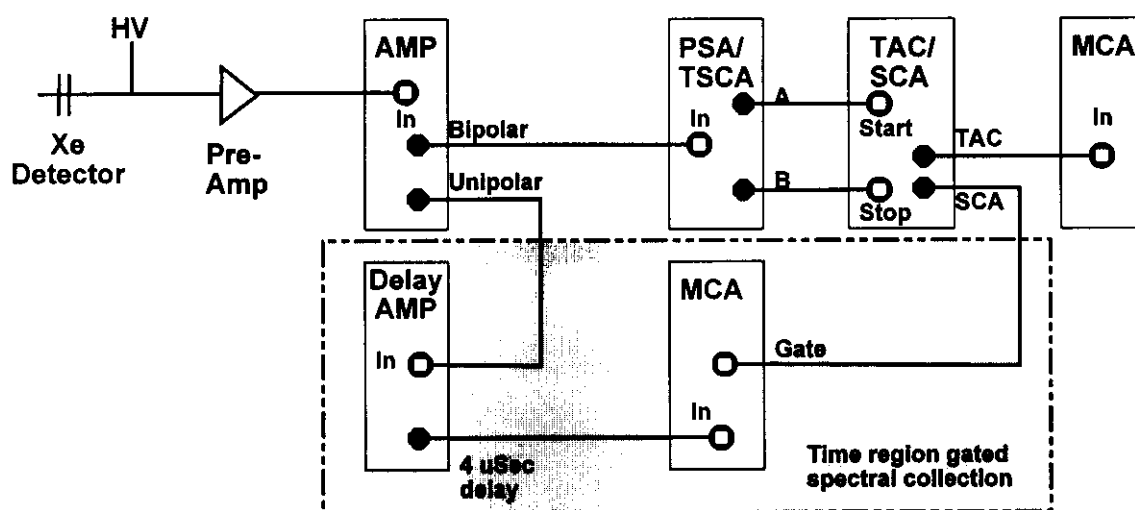 HV
Xe
Detector
Pre-
Amp
AMP
In
Bipolar
Unipolar
PSA/
TSCA
In
A
B
TAC/
SCA
Start
Stop
TAC
SCA
MCA
In
Delay
AMP
In
4 uSec
delay
MCA
Gate
In
Time region gated
spectral collection